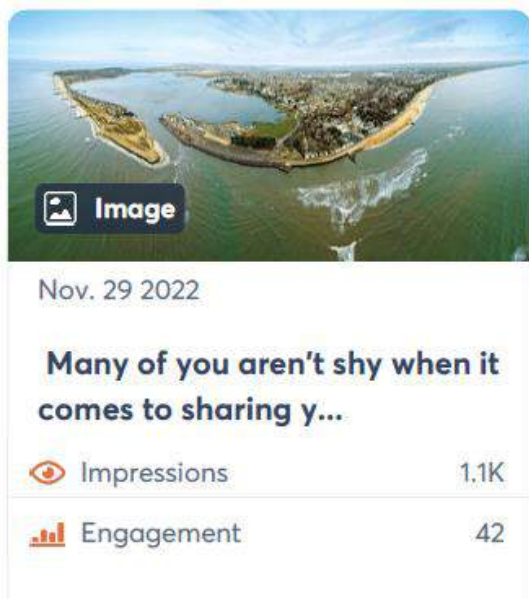 Image
Nov. 29 2022
Many of you aren't shy when it
comes to sharing y...
Impressions 1.1K
Engagement 42